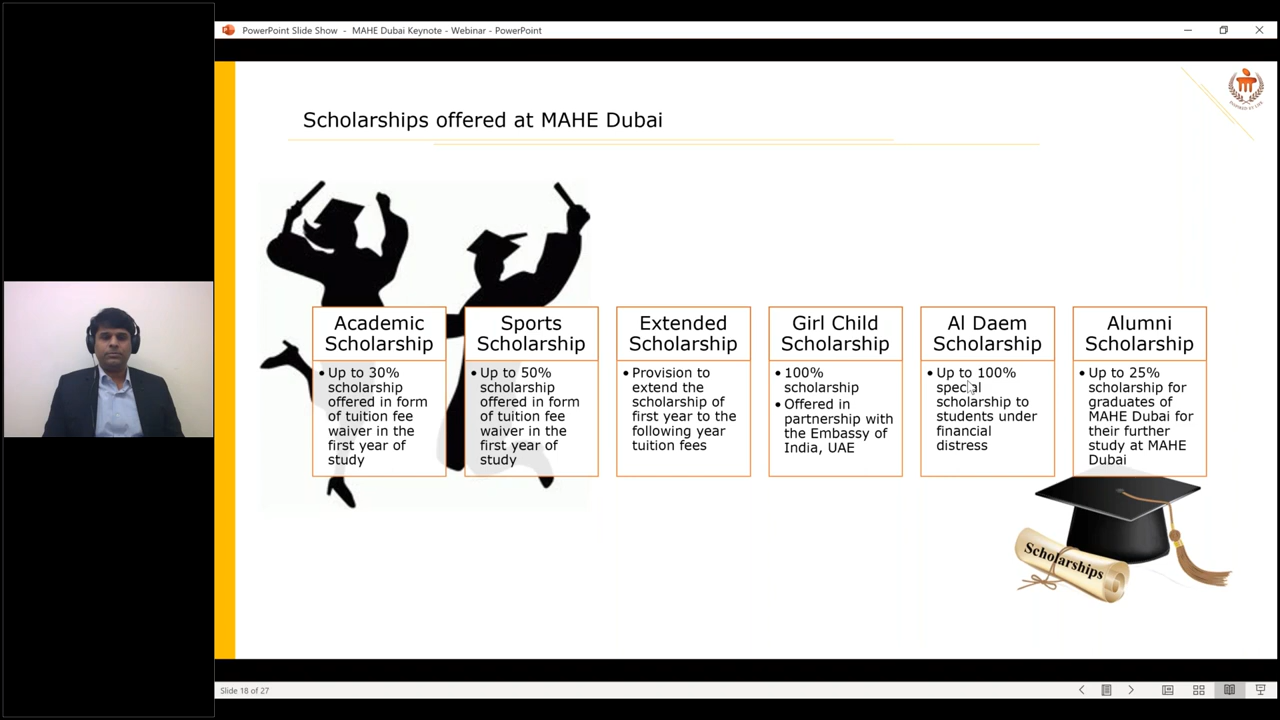 PowerPoint Slide Show - MAHE Dubai Keynote - Webinar - PowerPoint
Scholarships offered at MAHE Dubai
Academic
Scholarship
• Up to 30%
scholarship
offered in form
of tuition fee
waiver in the
first year of
study
Sports
Scholarship
• Up to 50%
scholarship
offered in form
of tuition fee
waiver in the
first year of
study
Extended
Scholarship
• Provision to
extend the
scholarship of
first year to the
following year
tuition fees
Girl Child
Scholarship
• 100%
scholarship
• Offered in
partnership with
the Embassy of
India, UAE
Al Daem
Scholarship
• Up to 100%
special
scholarship to
students under
financial
distress
Alumni
Scholarship
• Up to 25%
scholarship for
graduates of
MAHE Dubai for
their further
study at MAHE
Dubai
Scholarships
INSPIRED BY LIFE
Slide 18 of 27